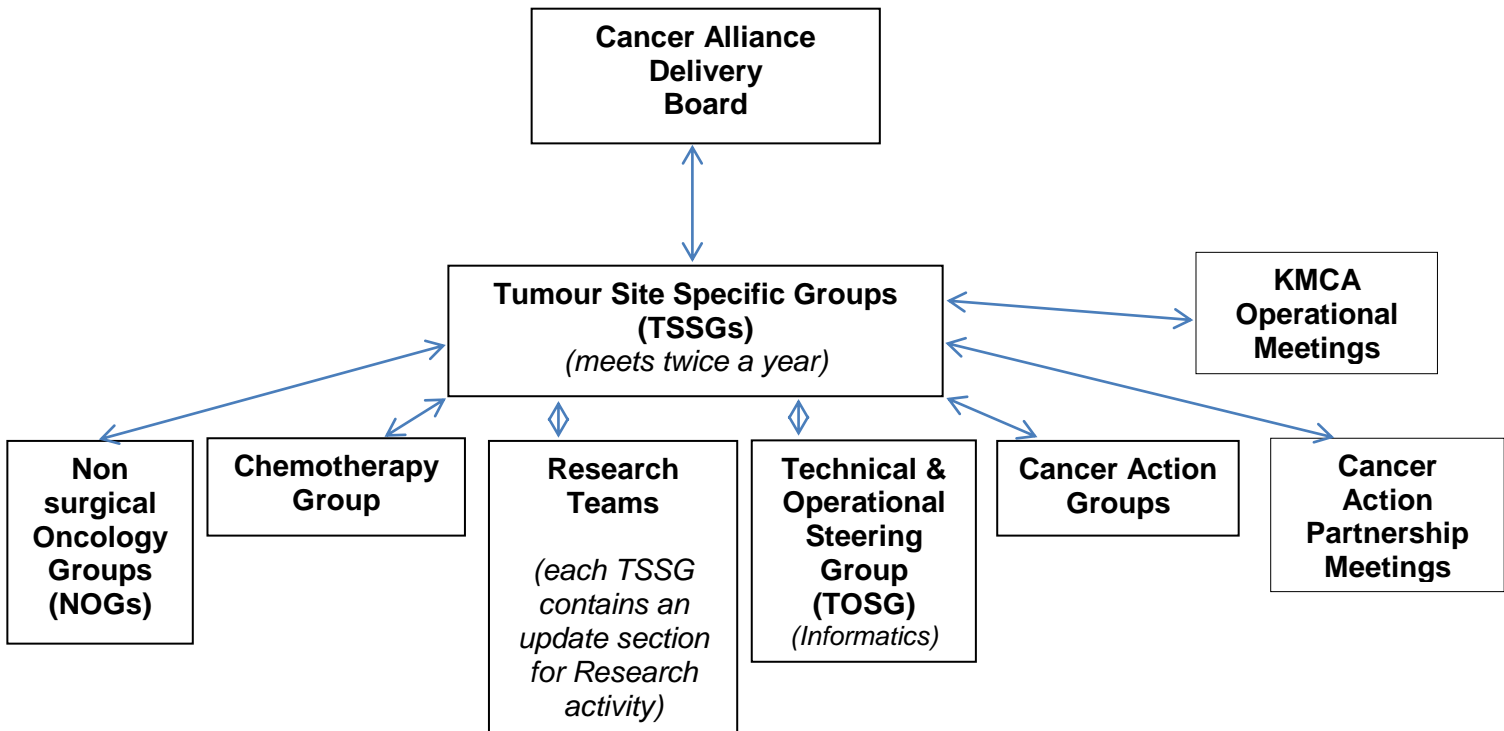 Cancer Alliance
Delivery
Board
Tumour Site Specific Groups
(TSSGs)
(meets twice a year)
KMCA
Operational
Meetings
Non
surgical
Oncology
Groups
(NOGs)
Chemotherapy
Group
Research
Teams
(each TSSG
contains an
update section
for Research
activity)
Technical &
Operational
Steering
Group
(TOSG)
(Informatics)
Cancer Action
Groups
Cancer
Action
Partnership
Meetings